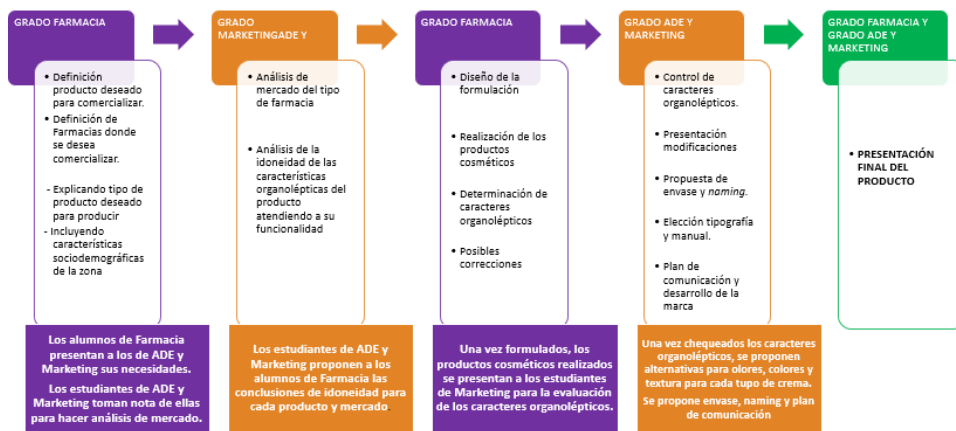 GRADO FARMACIA
• Definición
producto deseado
para comercializar.
• Definición de
Farmacias donde
se desea
comercializar.
- Explicando tipo de
producto deseado
para producir
- Incluyendo
características
sociodemográficas
de la zona
Los alumnos de Farmacia
presentan a los de ADE y
Marketing sus necesidades.
Los estudiantes de ADE y
Marketing toman nota de ellas
para hacer análisis de mercado.
GRADO
MARKETINGADE Y
• Análisis de
mercado del tipo
de farmacia
• Análisis de la
idoneidad de las
características
organolépticas del
producto
atendiendo a su
funcionalidad
Los estudiantes de ADE y
Marketing proponen a los
alumnos de Farmacia las
conclusiones de idoneidad para
cada producto y mercado.
GRADO FARMACIA
• Diseño de la
formulación
• Realización de los
productos
cosméticos
• Determinación de
caracteres
organolépticos
• Posibles
correcciones
Una vez formulados, los
productos cosméticos realizados
se presentan a los estudiantes
de Marketing para la evaluación
de los caracteres organolépticos.
GRADO ADE Y
MARKETING
• Control de
caracteres
organolépticos.
• Presentación
modificaciones
• Propuesta de
envase y naming.
• Elección tipografía
y manual.
• Plan de
comunicación y
desarrollo de la
marca
Una vez chequeados los caracteres
organolépticos, se proponen
alternativas para olores, colores y
textura para cada tupo de crema.
Se propone envase, naming y plan
de comunicación
GRADO FARMACIA Y
GRADO ADE Y
MARKETING
• PRESENTACIÓN
FINAL DEL
PRODUCTO